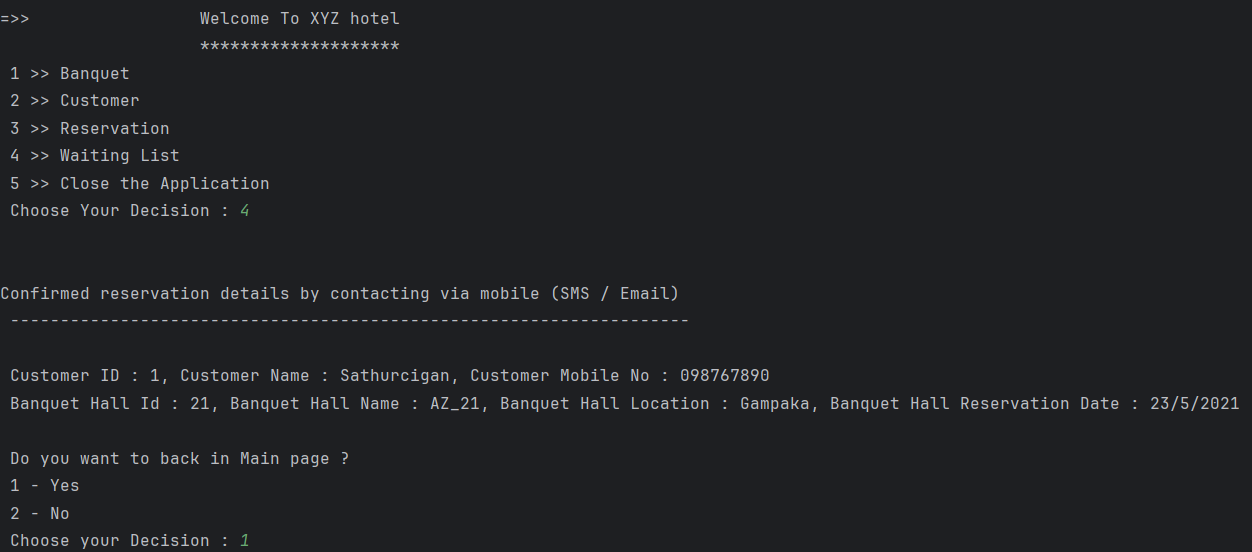 =>> Welcome To XYZ hotel
********************
1 >> Banquet
2 >> Customer
3 >> Reservation
4 >> Waiting List
5 >> Close the Application
Choose Your Decision : 4
Confirmed reservation details by contacting via mobile (SMS / Email)
--------------------------------------------------------------------
Customer ID : 1, Customer Name : Sathurcigan, Customer Mobile No : 098767890
Banquet Hall Id : 21, Banquet Hall Name : AZ_21, Banquet Hall Location : Gampaka, Banquet Hall Reservation Date : 23/5/2021
Do you want to back in Main page ?
1 - Yes
2 - No
Choose your Decision : 1